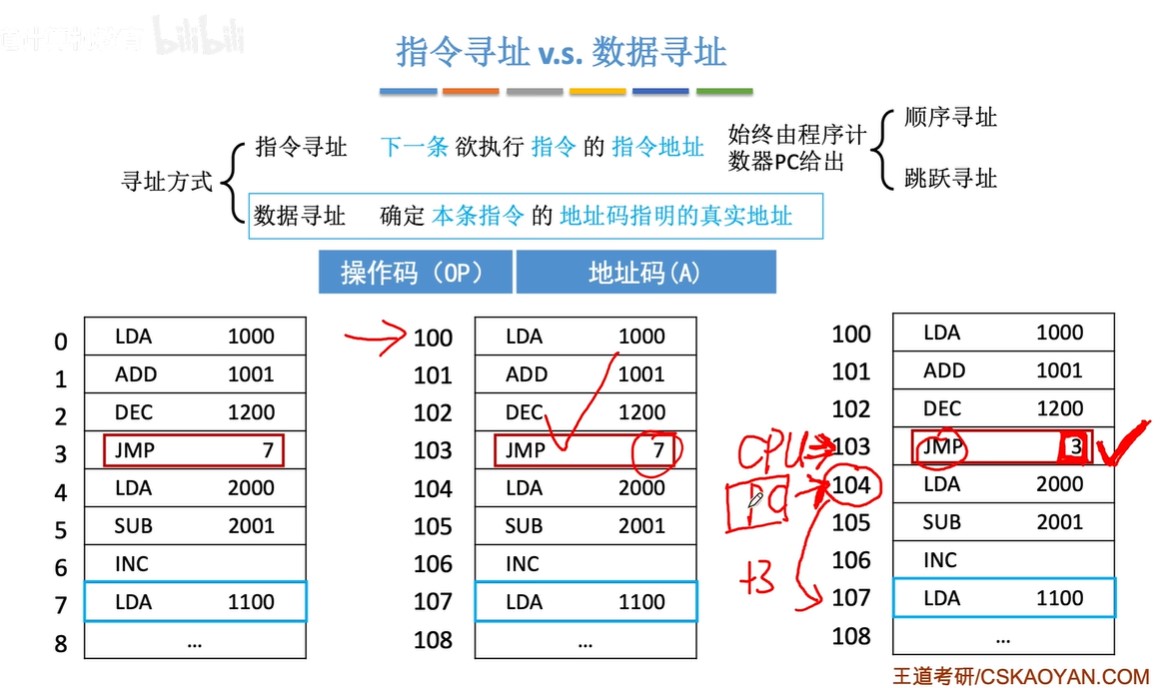 bilibili
指令寻址 v.s. 数据寻址
寻址方式
指令寻址 下一条 欲执行 指令 的 指令地址
始终由程序计
数器PC给出
顺序寻址
跳跃寻址
数据寻址 确定 本条指令 的 地址码指明的真实地址
操作码（OP） 地址码(A)
0 LDA 1000
1 ADD 1001
2 DEC 1200
3 JMP 7
4 LDA 2000
5 SUB 2001
6 INC
7 LDA 1100
8 ...
100 LDA 1000
101 ADD 1001
102 DEC 1200
103 JMP 7
104 LDA 2000
105 SUB 2001
106 INC
107 LDA 1100
108 ...
CPU
PC
+3
100 LDA 1000
101 ADD 1001
102 DEC 1200
103 JMP 3
104 LDA 2000
105 SUB 2001
106 INC
107 LDA 1100
108 ...
王道考研/CSKAOYAN.COM